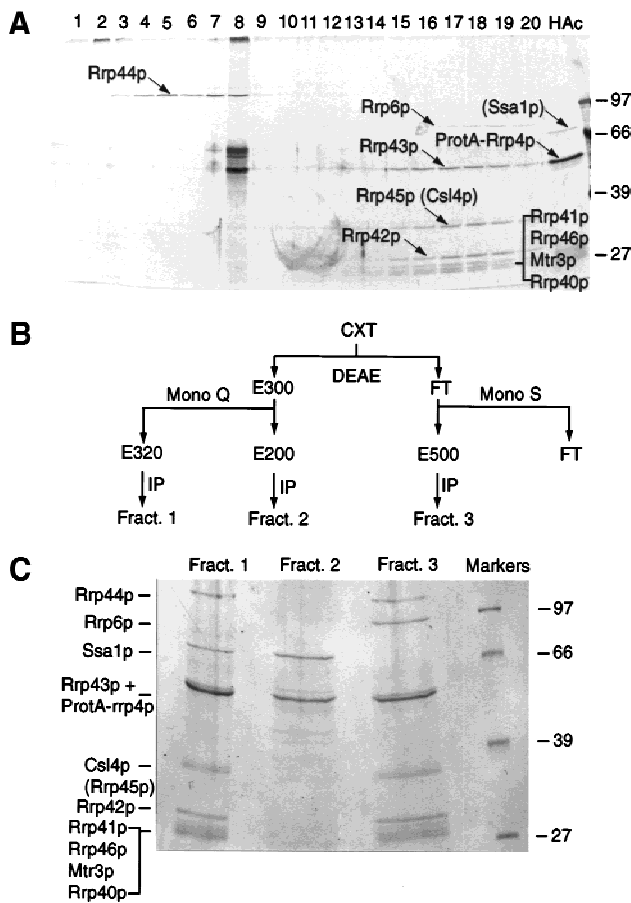 A
1 2 3 4 5 6 7 8 9 10 11 12 13 14 15 16 17 18 19 20 HAc
Rrp44p
97
Rrp6p
(Ssa1p)
66
ProtA-Rrp4p
Rrp43p
39
Rrp45p (Csl4p)
Rrp41p
Rrp42p
Rrp46p
27
Mtr3p
Rrp40p
B
CXT
DEAE
E300
FT
Mono Q
Mono S
E320
E200
E500
FT
IP
IP
IP
Fract. 1
Fract. 2
Fract. 3
C
Fract. 1 Fract. 2 Fract. 3 Markers
Rrp44p
97
Rrp6p
Ssa1p
66
Rrp43p +
ProtA-rrp4p
39
Csl4p
(Rrp45p)
Rrp42p
Rrp41p
27
Rrp46p
Mtr3p
Rrp40p